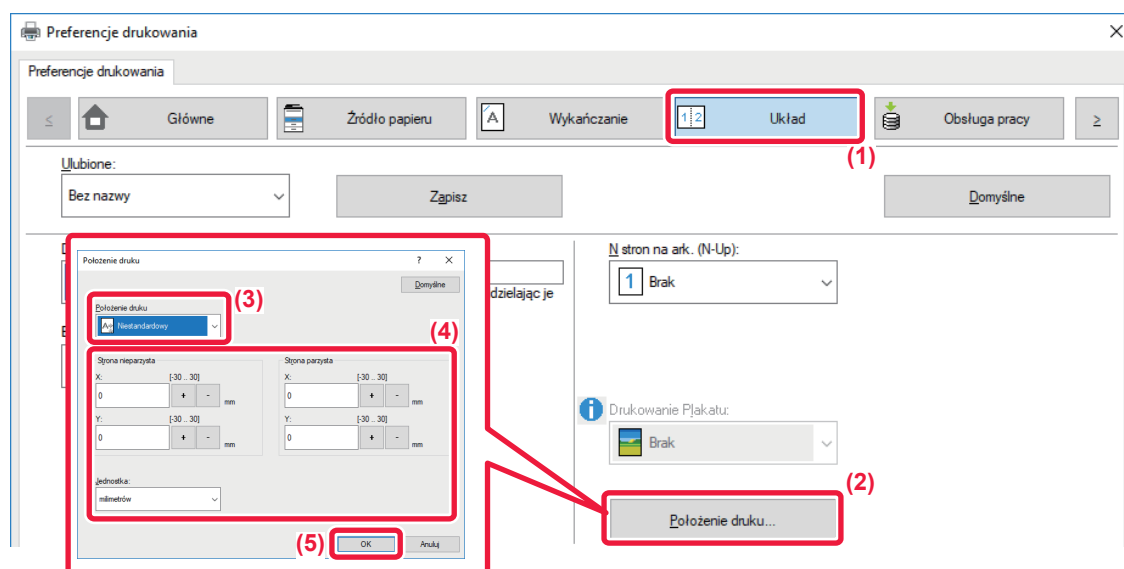 Preferencje drukowania
Preferencje drukowania
≤ Główne Źródło papieru A Wykańczanie 1 2 Układ Obsługa pracy ≥
(1)
Ulubione:
Bez nazwy Zapisz Domyślne
Położenie druku ? ×
Domyślne
Położenie druku
Niestandardowy
(3)
(4)
Strona nieparzysta Strona parzysta
X: [-30 .. 30] X: [-30 .. 30]
0 + - mm 0 + - mm
Y: [-30 .. 30] Y: [-30 .. 30]
0 + - mm 0 + - mm
Jednostka:
milimetrów
(5) OK Anuluj
dzielając je
N stron na ark. (N-Up):
1 Brak
Drukowanie Plakatu:
Brak
(2)
Położenie druku...